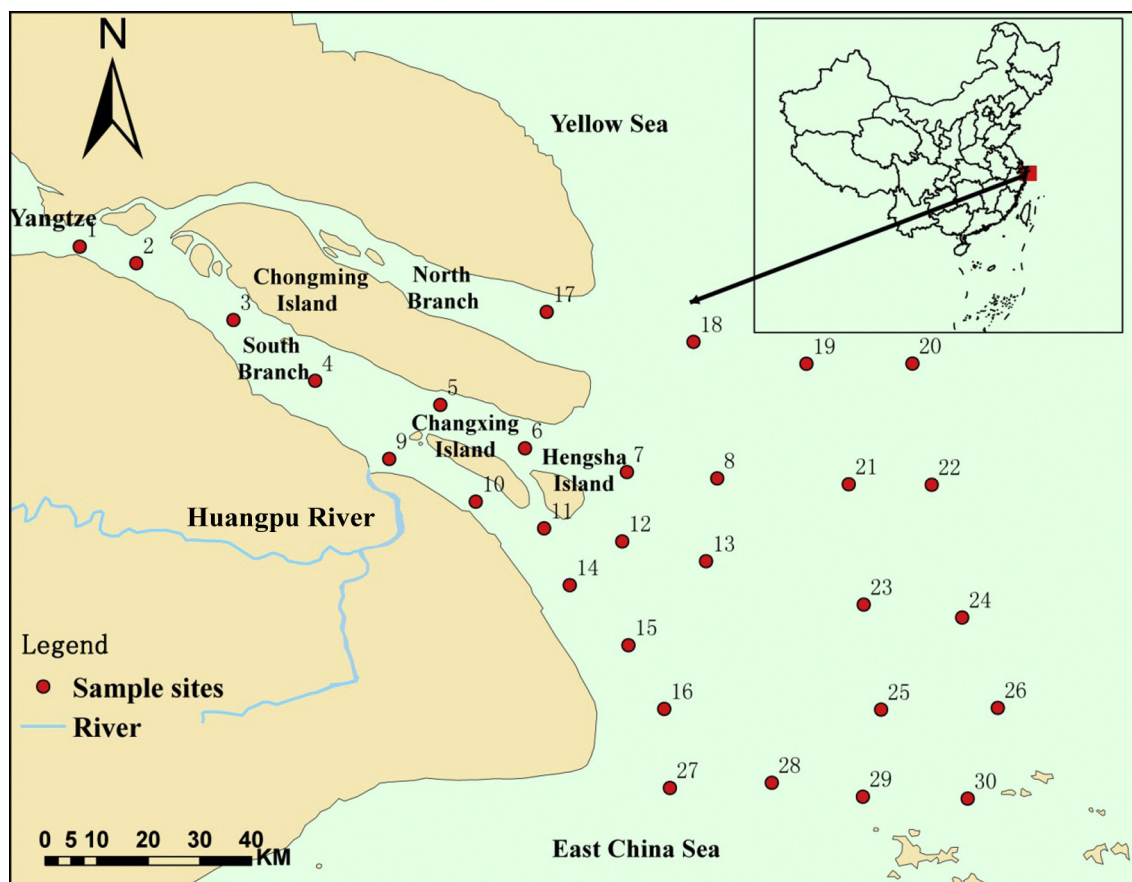 N
Yellow Sea
Yangtze
1
2
Chongming
Island
North
Branch
17
3
18
South
Branch
19
20
4
5
Changxing
Island
6
9
Hengsha
Island
7
8
21
22
10
Huangpu River
11
12
13
14
23
24
15
Legend
Sample sites
River
16
25
26
27
28
29
30
0 5 10 20 30 40
KM
East China Sea